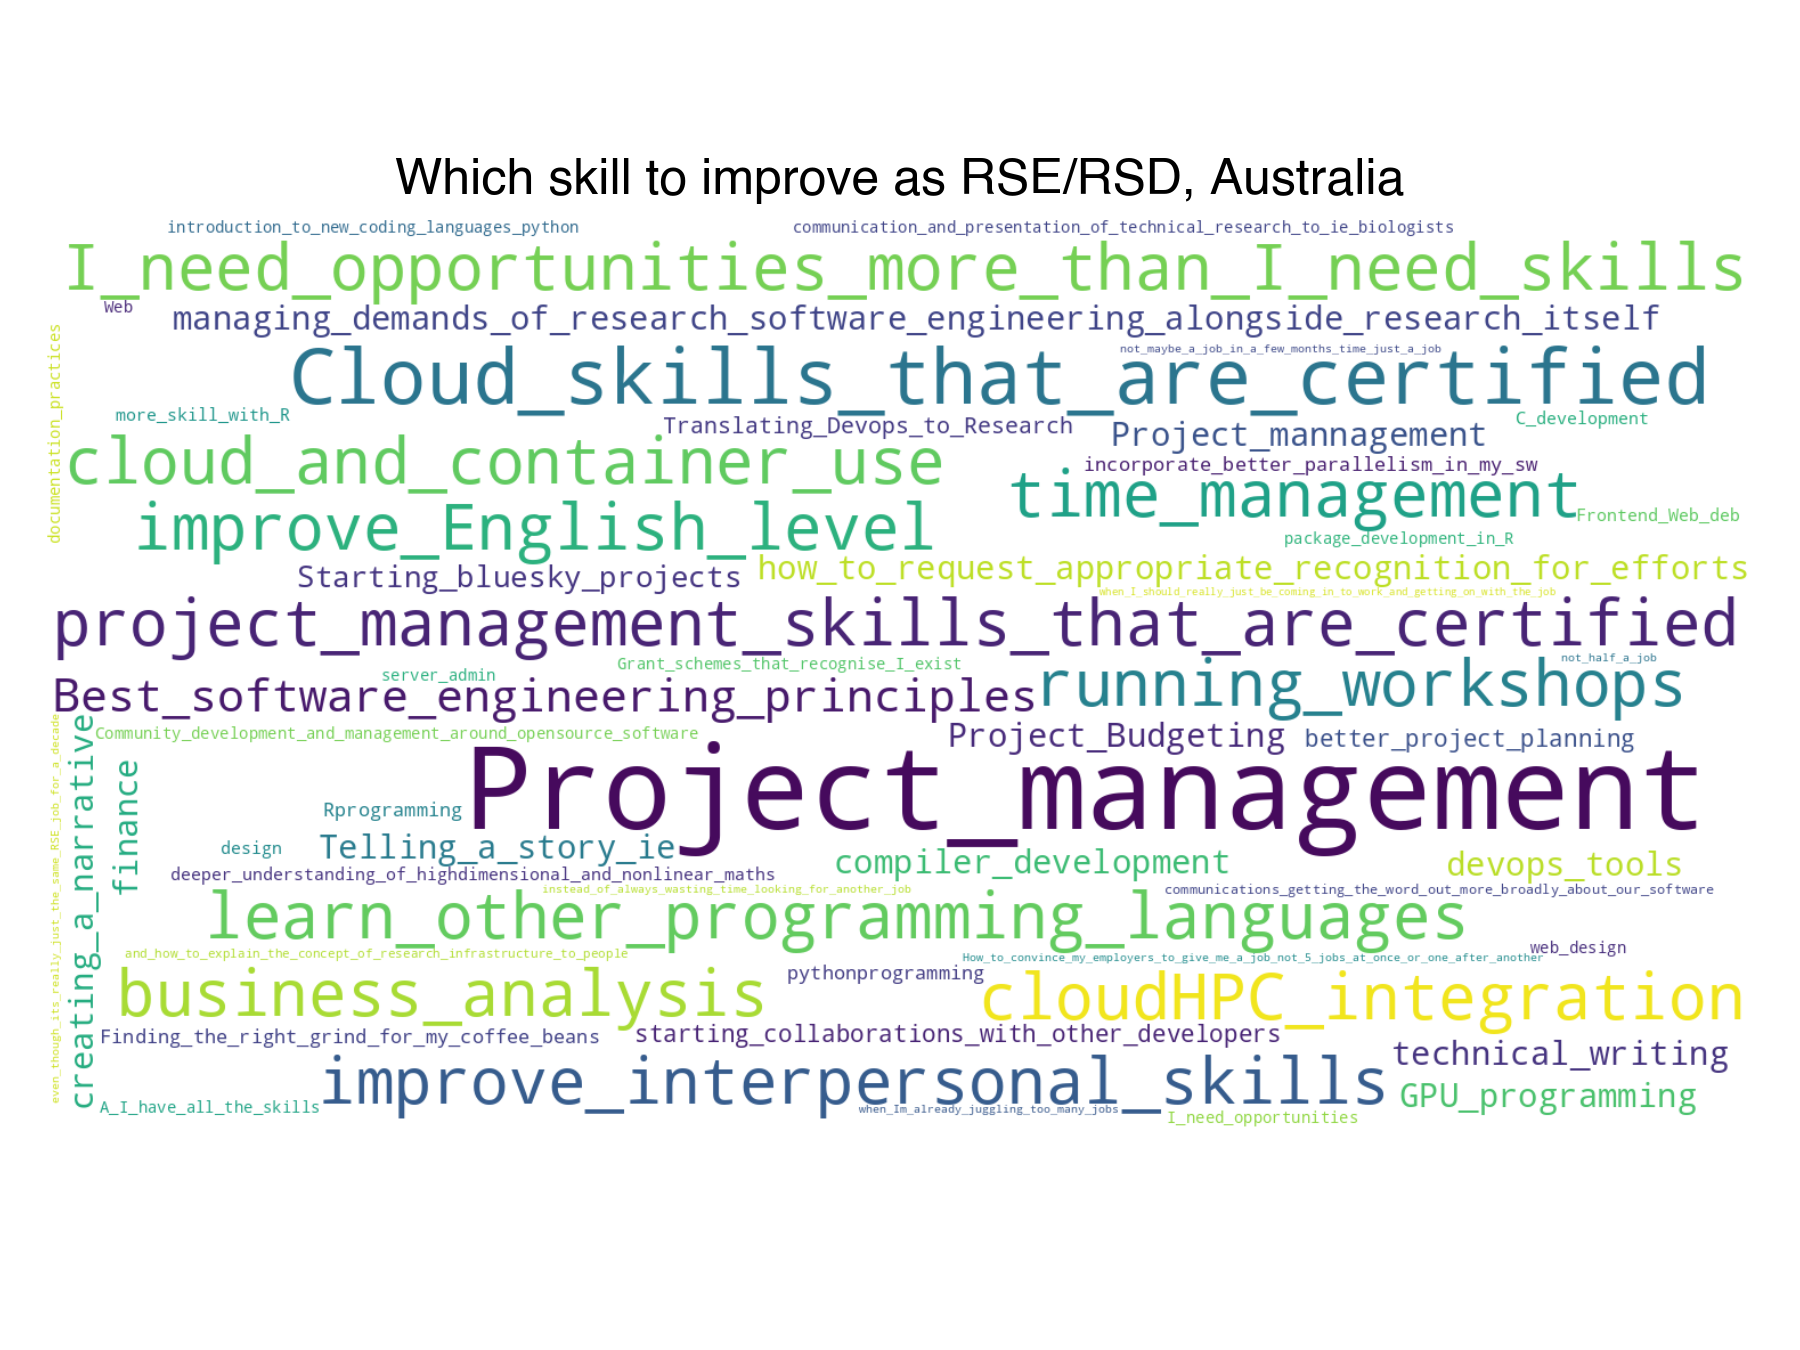 Which skill to improve as RSE/RSD, Australia
introduction_to_new_coding_languages_python
communication_and_presentation_of_technical_research_to_ie_biologists
I_need_opportunities_more_than_I_need_skills
Web
managing_demands_of_research_software_engineering_alongside_research_itself
documentation_practices
not_maybe_a_job_in_a_few_months_time_just_a_job
Cloud_skills_that_are_certified
more_skill_with_R
Translating_Devops_to_Research
Project_mannagement
C_development
cloud_and_container_use
incorporate_better_parallelism_in_my_sw
time_management
improve_English_level
Frontend_Web_deb
package_development_in_R
Starting_bluesky_projects
how_to_request_appropriate_recognition_for_efforts
when_I_should_really_just_be_coming_in_to_work_and_getting_on_with_the_job
project_management_skills_that_are_certified
server_admin
Grant_schemes_that_recognise_I_exist
not_half_a_job
Best_software_engineering_principles
running_workshops
even_though_its_really_just_the_same_RSE_job_for_a_decade
creating_a_narrative
Community_development_and_management_around_opensource_software
finance
Project_Budgeting
better_project_planning
Project_management
Rprogramming
design
Telling_a_story_ie
compiler_development
devops_tools
deeper_understanding_of_highdimensional_and_nonlinear_maths
instead_of_always_wasting_time_looking_for_another_job
communications_getting_the_word_out_more_broadly_about_our_software
learn_other_programming_languages
and_how_to_explain_the_concept_of_research_infrastructure_to_people
How_to_convince_my_employers_to_give_me_a_job_not_5_jobs_at_once_or_one_after_another
web_design
business_analysis
pythonprogramming
cloudHPC_integration
Finding_the_right_grind_for_my_coffee_beans
starting_collaborations_with_other_developers
technical_writing
improve_interpersonal_skills
GPU_programming
A_I_have_all_the_skills
when_Im_already_juggling_too_many_jobs
I_need_opportunities